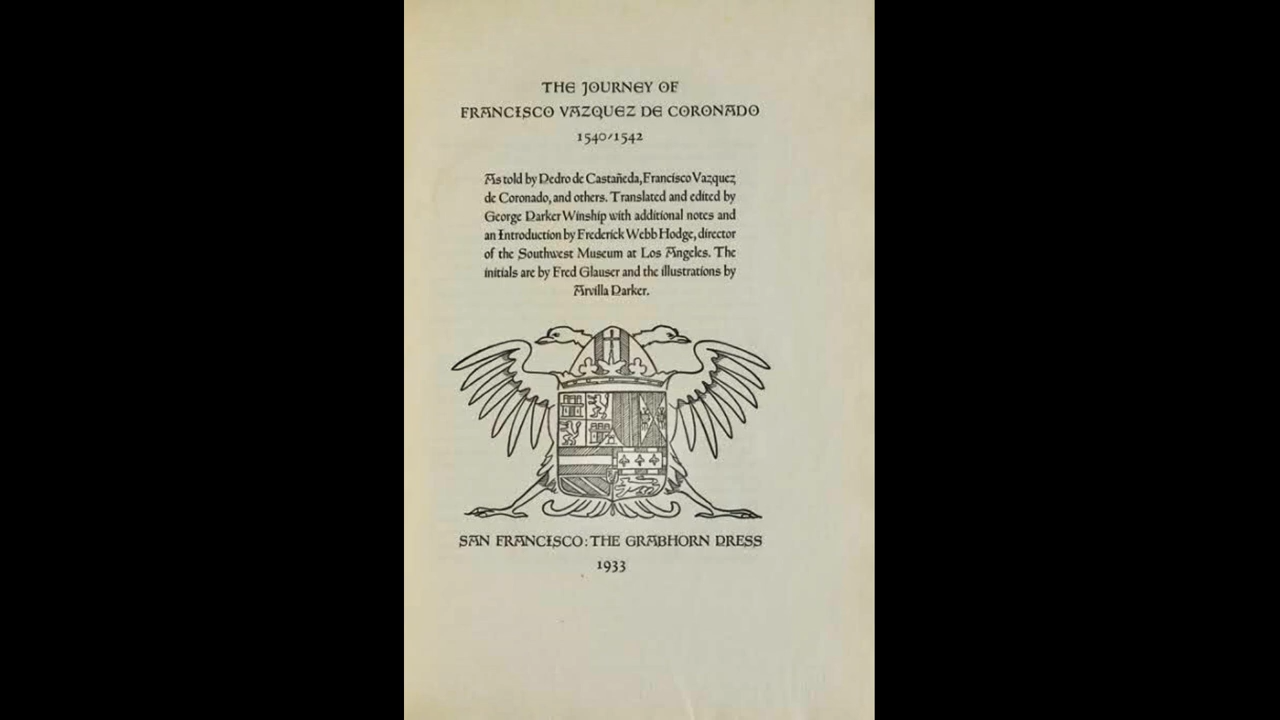 THE JOURNEY OF
FRANCISCO VAZQUEZ DE CORONADO
1540/1542
As told by Pedro de Castañeda, Francisco Vazquez
de Coronado, and others. Translated and edited by
George Parker Winship with additional notes and
an Introduction by Frederick Webb Hodge, director
of the Southwest Museum at Los Angeles. The
initials are by Fred Glauser and the illustrations by
Arvilla Parker.
SAN FRANCISCO: THE GRABHORN PRESS
1933